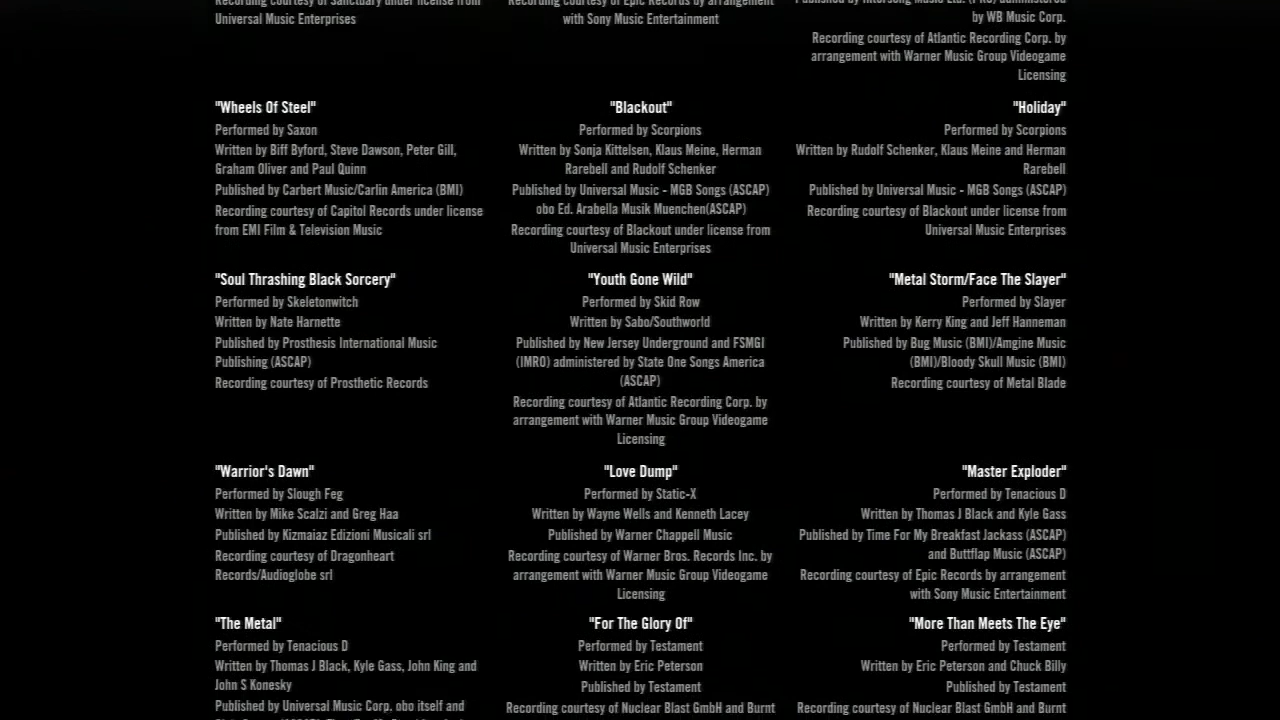 Recording courtesy of Sanctuary under license from
Universal Music Enterprises
Recording courtesy of Epic Records by arrangement
with Sony Music Entertainment
by WB Music Corp.
Recording courtesy of Atlantic Recording Corp. by
arrangement with Warner Music Group Videogame
Licensing
"Wheels Of Steel"
Performed by Saxon
Written by Biff Byford, Steve Dawson, Peter Gill,
Graham Oliver and Paul Quinn
Published by Carbert Music/Carlin America (BMI)
Recording courtesy of Capitol Records under license
from EMI Film & Television Music
"Blackout"
Performed by Scorpions
Written by Sonja Kittelsen, Klaus Meine, Herman
Rarebell and Rudolf Schenker
Published by Universal Music - MGB Songs (ASCAP)
obo Ed. Arabella Musik Muenchen(ASCAP)
Recording courtesy of Blackout under license from
Universal Music Enterprises
"Holiday"
Performed by Scorpions
Written by Rudolf Schenker, Klaus Meine and Herman
Rarebell
Published by Universal Music - MGB Songs (ASCAP)
Recording courtesy of Blackout under license from
Universal Music Enterprises
"Soul Thrashing Black Sorcery"
Performed by Skeletonwitch
Written by Nate Harnette
Published by Prosthesis International Music
Publishing (ASCAP)
Recording courtesy of Prosthetic Records
"Youth Gone Wild"
Performed by Skid Row
Written by Sabo/Southworld
Published by New Jersey Underground and FSMGI
(IMRO) administered by State One Songs America
(ASCAP)
Recording courtesy of Atlantic Recording Corp. by
arrangement with Warner Music Group Videogame
Licensing
"Metal Storm/Face The Slayer"
Performed by Slayer
Written by Kerry King and Jeff Hanneman
Published by Bug Music (BMI)/Amgine Music
(BMI)/Bloody Skull Music (BMI)
Recording courtesy of Metal Blade
"Warrior's Dawn"
Performed by Slough Feg
Written by Mike Scalzi and Greg Haa
Published by Kizmaiaz Edizioni Musicali srl
Recording courtesy of Dragonheart
Records/Audioglobe srl
"Love Dump"
Performed by Static-X
Written by Wayne Wells and Kenneth Lacey
Published by Warner Chappell Music
Recording courtesy of Warner Bros. Records Inc. by
arrangement with Warner Music Group Videogame
Licensing
"Master Exploder"
Performed by Tenacious D
Written by Thomas J Black and Kyle Gass
Published by Time For My Breakfast Jackass (ASCAP)
and Buttflap Music (ASCAP)
Recording courtesy of Epic Records by arrangement
with Sony Music Entertainment
"The Metal"
Performed by Tenacious D
Written by Thomas J Black, Kyle Gass, John King and
John S Konesky
Published by Universal Music Corp. obo itself and
"For The Glory Of"
Performed by Testament
Written by Eric Peterson
Published by Testament
Recording courtesy of Nuclear Blast GmbH and Burnt
"More Than Meets The Eye"
Performed by Testament
Written by Eric Peterson and Chuck Billy
Published by Testament
Recording courtesy of Nuclear Blast GmbH and Burnt